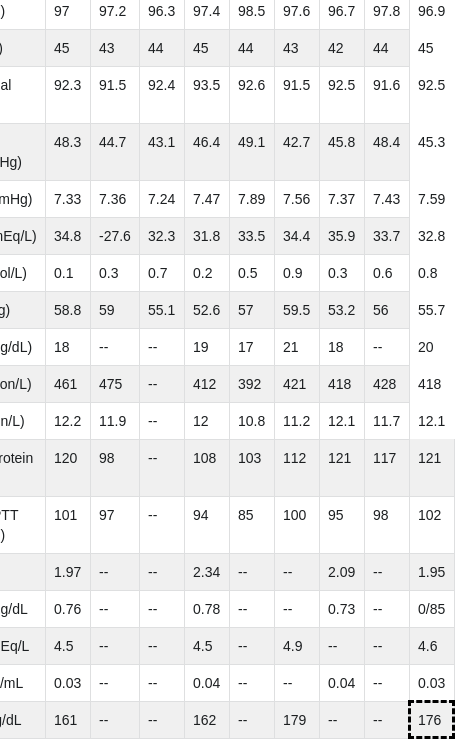 ) 97 97.2 96.3 97.4 98.5 97.6 96.7 97.8 96.9
) 45 43 44 45 44 43 42 44 45
al 92.3 91.5 92.4 93.5 92.6 91.5 92.5 91.6 92.5
48.3 44.7 43.1 46.4 49.1 42.7 45.8 48.4 45.3
Hg)
mHg) 7.33 7.36 7.24 7.47 7.89 7.56 7.37 7.43 7.59
Eq/L) 34.8 -27.6 32.3 31.8 33.5 34.4 35.9 33.7 32.8
ol/L) 0.1 0.3 0.7 0.2 0.5 0.9 0.3 0.6 0.8
g) 58.8 59 55.1 52.6 57 59.5 53.2 56 55.7
g/dL) 18 -- -- 19 17 21 18 -- 20
on/L) 461 475 -- 412 392 421 418 428 418
n/L) 12.2 11.9 -- 12 10.8 11.2 12.1 11.7 12.1
rotein 120 98 -- 108 103 112 121 117 121
TT 101 97 -- 94 85 100 95 98 102
)
1.97 -- -- 2.34 -- -- 2.09 -- 1.95
g/dL 0.76 -- -- 0.78 -- -- 0.73 -- 0/85
Eq/L 4.5 -- -- 4.5 -- 4.9 -- -- 4.6
/mL 0.03 -- -- 0.04 -- -- 0.04 -- 0.03
g/dL 161 -- -- 162 -- 179 -- -- 176